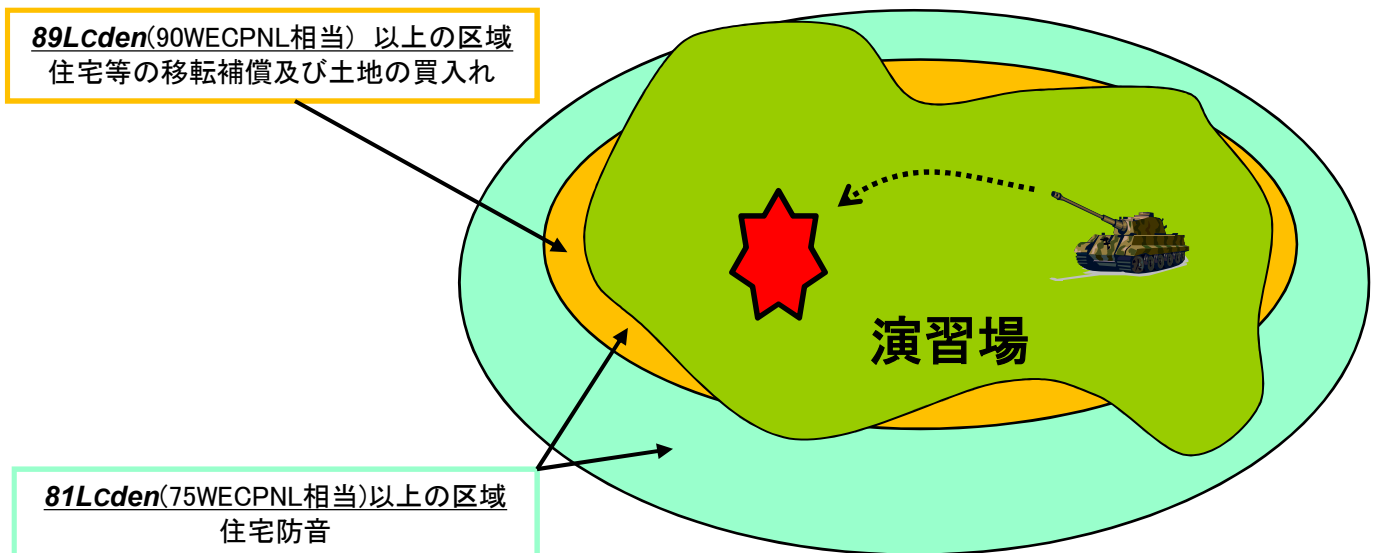 89LCden(90WECPNL相当) 以上の区域
住宅等の移転補償及び土地の買入れ
演習場
81LCden(75WECPNL相当)以上の区域
住宅防音